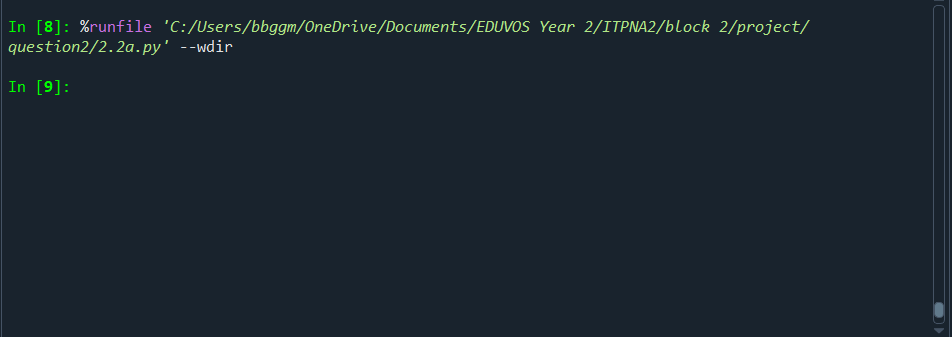 In [8]: %runfile 'C:/Users/bbggm/OneDrive/Documents/EDUVOS Year 2/ITPNA2/block 2/project/
question2/2.2a.py' --wdir
In [9]: